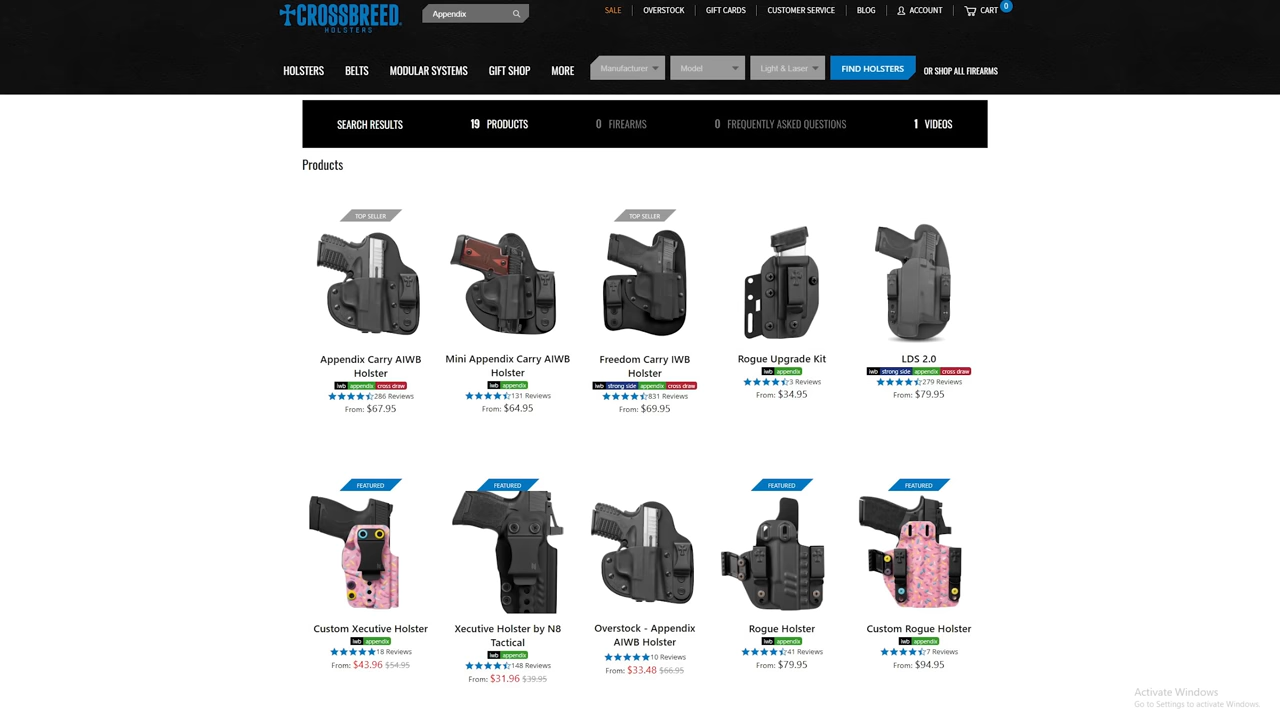 CROSSBREED
HOLSTERS
Appendix
SALE
OVERSTOCK
GIFT CARDS
CUSTOMER SERVICE
BLOG
ACCOUNT
CART
0
HOLSTERS
BELTS
MODULAR SYSTEMS
GIFT SHOP
MORE
Manufacturer
Model
Light & Laser
FIND HOLSTERS
OR SHOP ALL FIREARMS
SEARCH RESULTS
19 PRODUCTS
0 FIREARMS
0 FREQUENTLY ASKED QUESTIONS
1 VIDEOS
Products
TOP SELLER
Appendix Carry AIWB
Holster
iwb appendix cross draw
286 Reviews
From: $67.95
Mini Appendix Carry AIWB
Holster
iwb appendix
131 Reviews
From: $64.95
TOP SELLER
Freedom Carry IWB
Holster
iwb strong side appendix cross draw
831 Reviews
From: $69.95
Rogue Upgrade Kit
iwb appendix
3 Reviews
From: $34.95
LDS 2.0
iwb strong side appendix cross draw
279 Reviews
From: $79.95
FEATURED
Custom Xecutive Holster
iwb appendix
18 Reviews
From: $43.96 $54.95
FEATURED
Xecutive Holster by N8
Tactical
iwb appendix
148 Reviews
From: $31.96 $39.95
Overstock - Appendix
AIWB Holster
10 Reviews
From: $33.48 $66.95
FEATURED
Rogue Holster
iwb appendix
41 Reviews
From: $79.95
FEATURED
Custom Rogue Holster
iwb appendix
7 Reviews
From: $94.95
Activate Windows
Go to Settings to activate Windows.